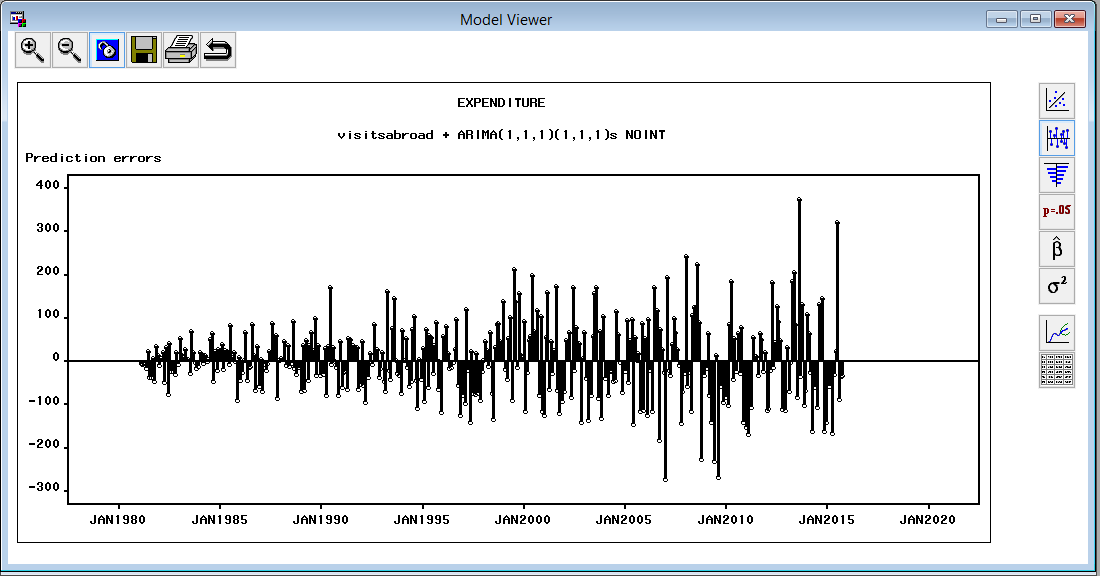 Model Viewer
EXPENDITURE
visitsabroad + ARIMA(1,1,1)(1,1,1)s NOINT
Prediction errors
400
300
200
100
0
-100
-200
-300
JAN1980 JAN1985 JAN1990 JAN1995 JAN2000 JAN2005 JAN2010 JAN2015 JAN2020
p=.05
β̂
σ²